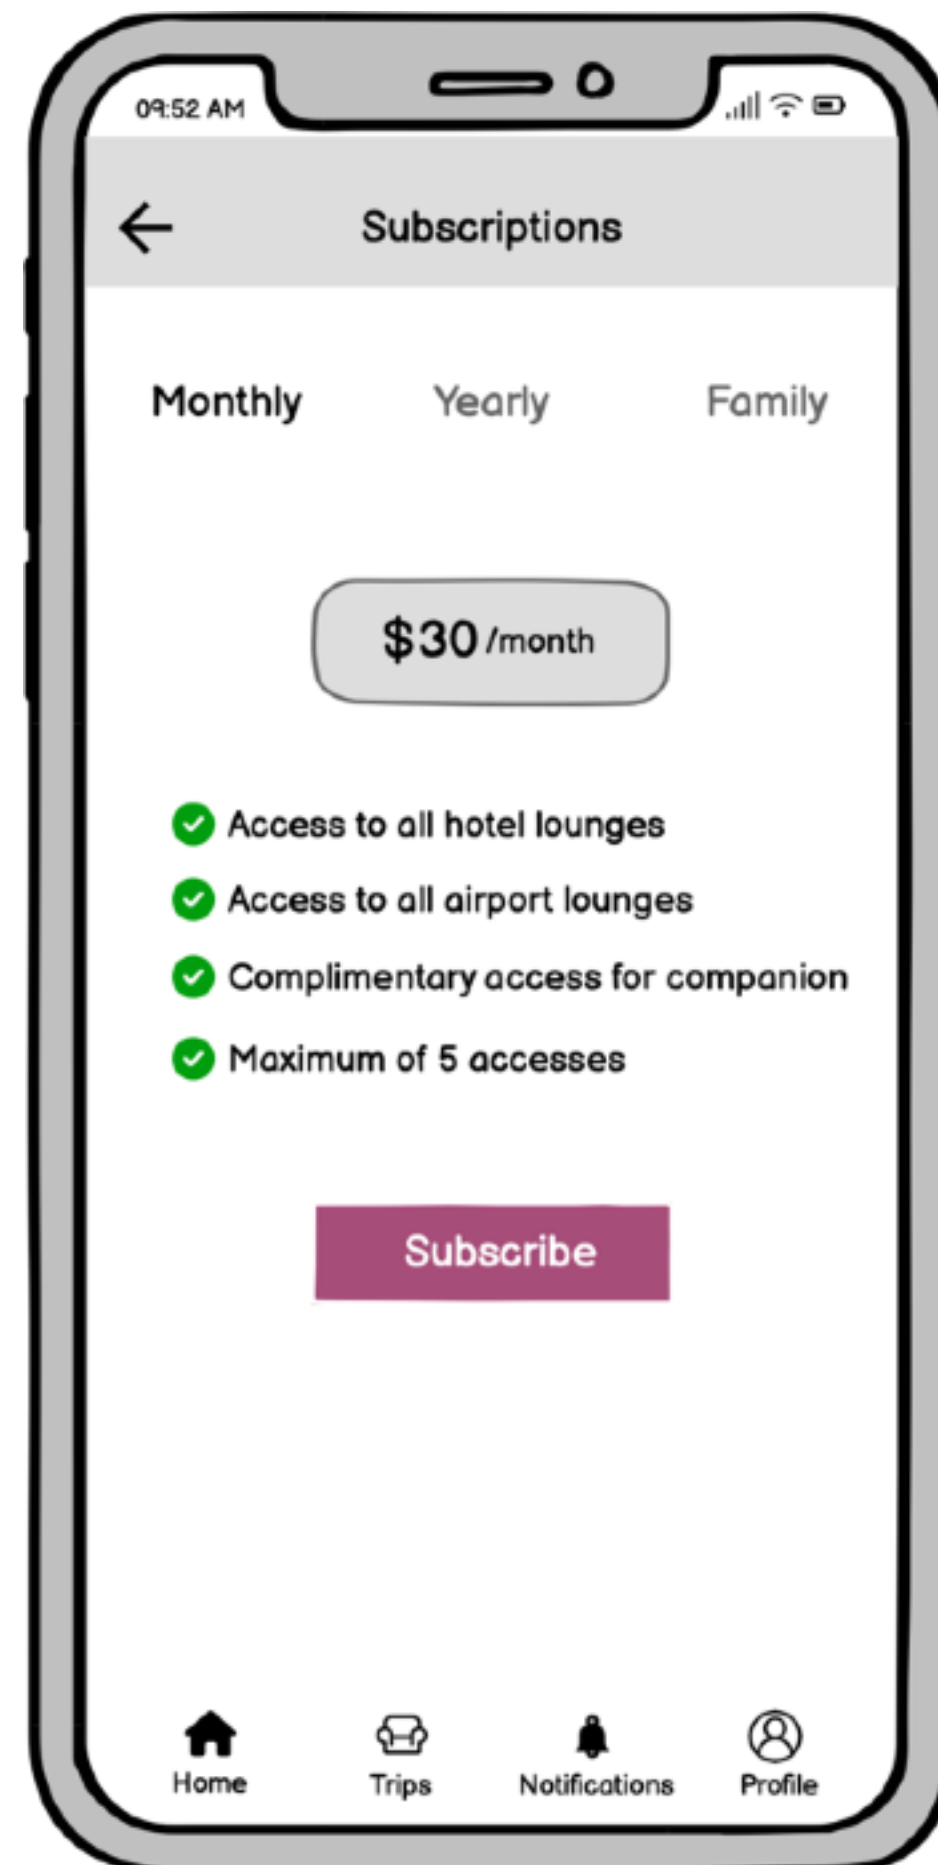 09:52 AM
Subscriptions
Monthly Yearly Family
$30 /month
Access to all hotel lounges
Access to all airport lounges
Complimentary access for companion
Maximum of 5 accesses
Subscribe
Home Trips Notifications Profile